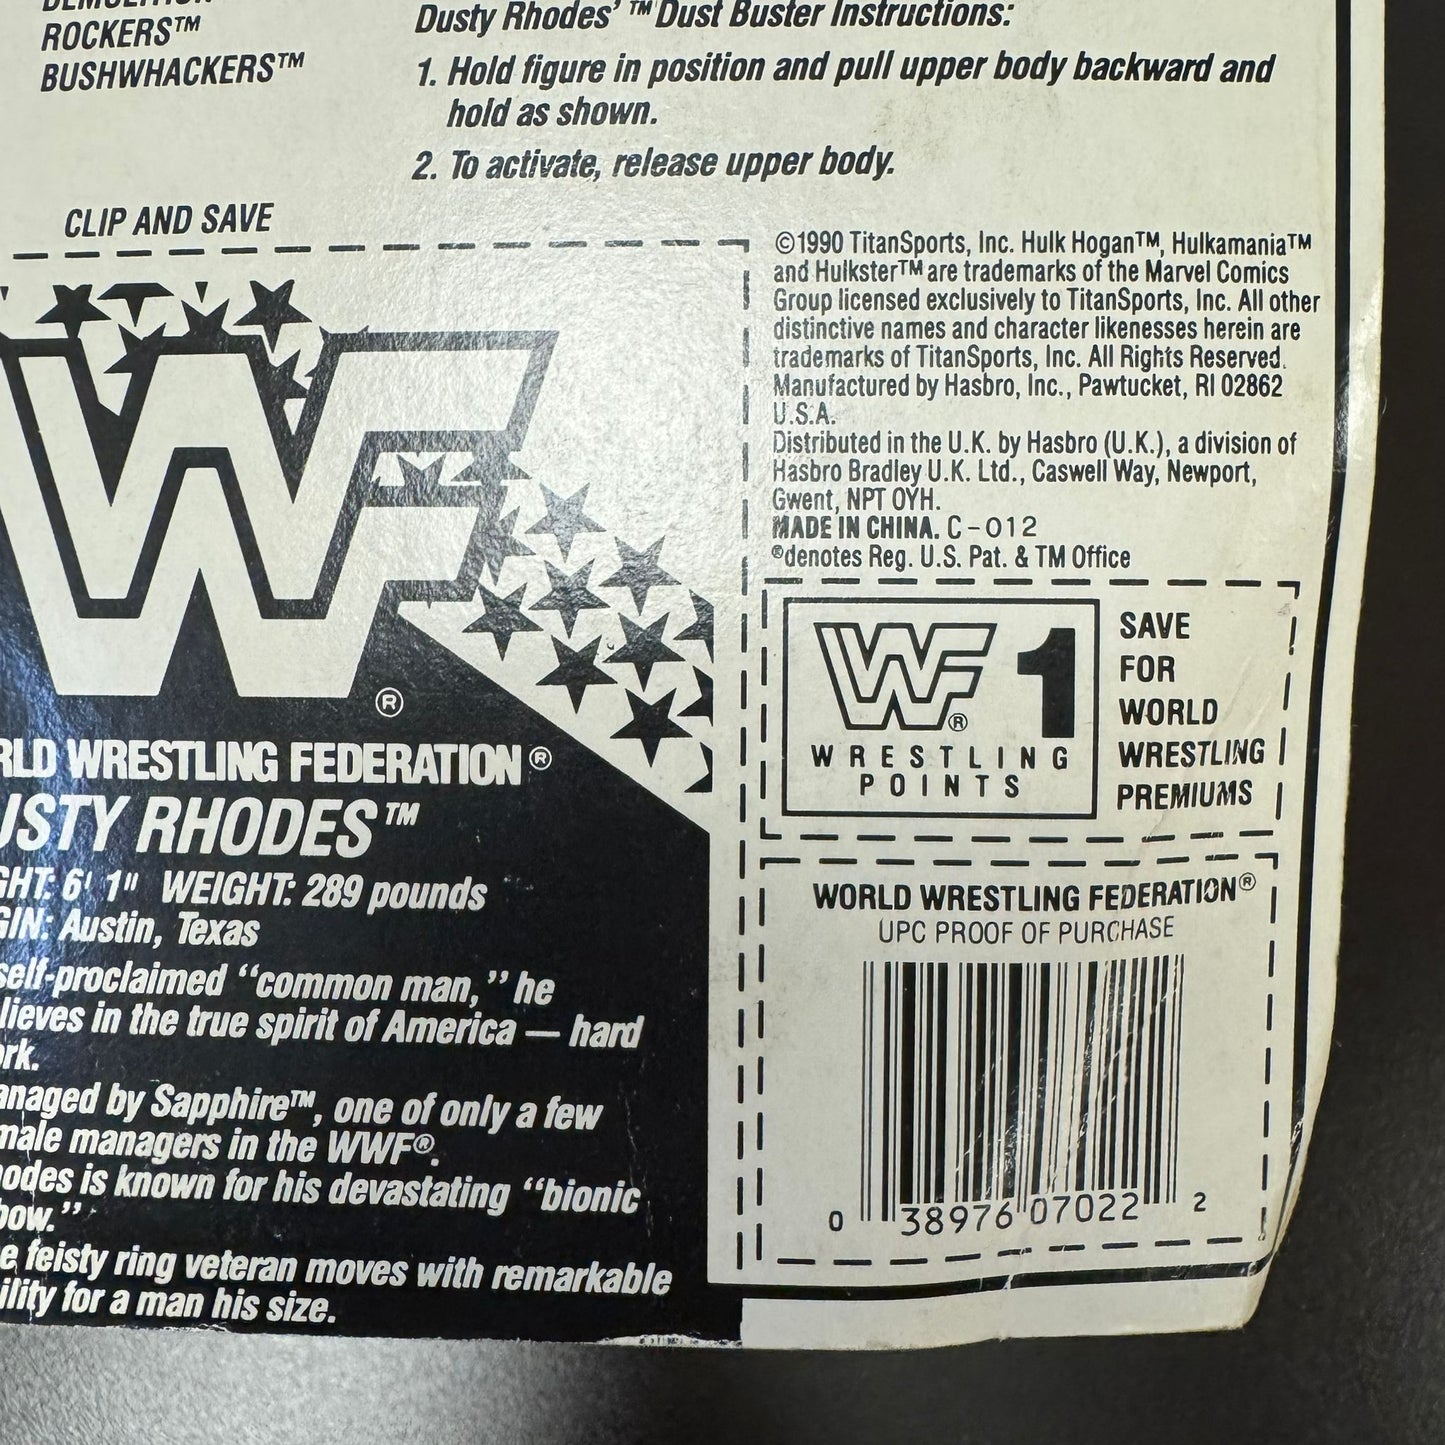 ROCKERS™
BUSHWHACKERS™
Dusty Rhodes' ™ Dust Buster Instructions:
1. Hold figure in position and pull upper body backward and
hold as shown.
2. To activate, release upper body.
CLIP AND SAVE
©1990 TitanSports, Inc. Hulk Hogan™, Hulkamania™
and Hulkster™ are trademarks of the Marvel Comics
Group licensed exclusively to TitanSports, Inc. All other
distinctive names and character likenesses herein are
trademarks of TitanSports, Inc. All Rights Reserved.
Manufactured by Hasbro, Inc., Pawtucket, RI 02862
U.S.A.
Distributed in the U.K. by Hasbro (U.K.), a division of
Hasbro Bradley U.K. Ltd., Caswell Way, Newport,
Gwent, NPT OYH.
MADE IN CHINA. C-012
®denotes Reg. U.S. Pat. & TM Office
WF®
RLD WRESTLING FEDERATION®
USTY RHODES™
GHT: 6' 1" WEIGHT: 289 pounds
GIN: Austin, Texas
self-proclaimed "common man," he
lieves in the true spirit of America — hard
rk.
anaged by Sapphire™, one of only a few
male managers in the WWF®.
odes is known for his devastating "bionic
bow."
e feisty ring veteran moves with remarkable
ility for a man his size.
WF® 1
WRESTLING
POINTS
SAVE
FOR
WORLD
WRESTLING
PREMIUMS
WORLD WRESTLING FEDERATION®
UPC PROOF OF PURCHASE
0 38976 07022 2